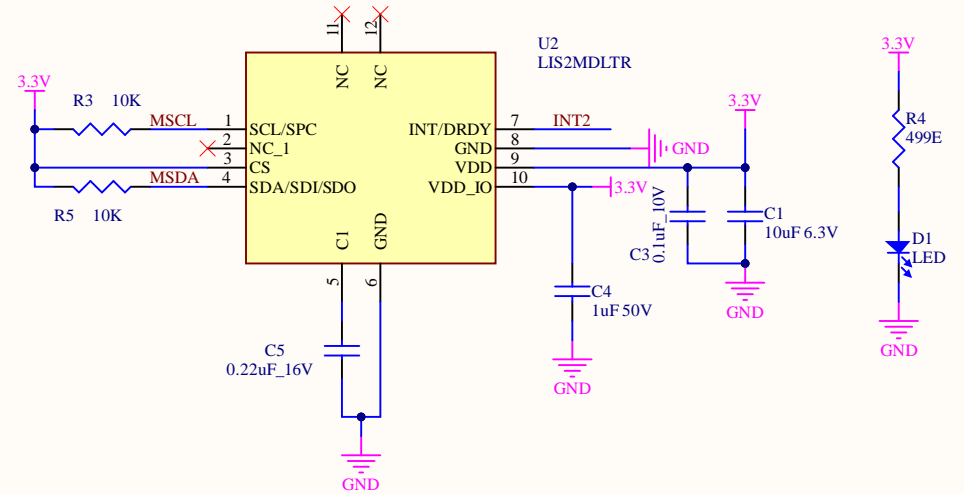 11
12
NC
NC
U2
LIS2MDLTR
3.3V
R3 10K
MSCL
1
SCL/SPC
2
NC_1
3
CS
MSDA
4
SDA/SDI/SDO
R5 10K
INT/DRDY
7
INT2
GND
8
GND
VDD
9
VDD_IO
10
3.3V
3.3V
C1
GND
5
6
C5
0.22uF_16V
GND
C4
1uF 50V
GND
C3
0.1uF_10V
C1
10uF 6.3V
GND
3.3V
R4
499E
D1
LED
GND